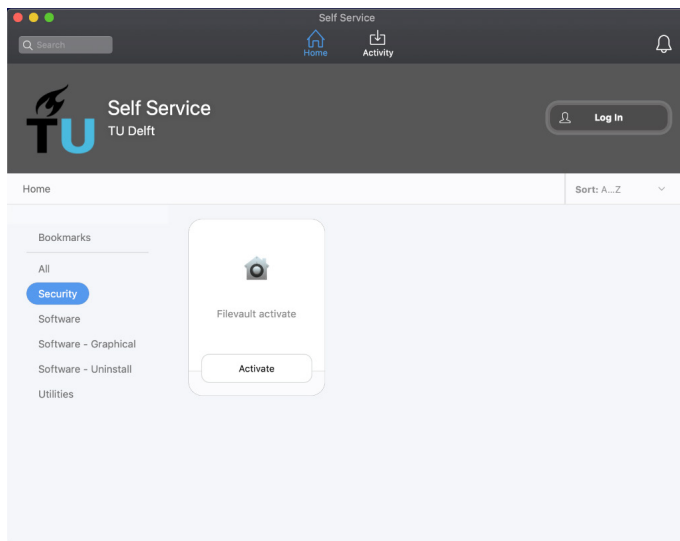 Self Service
Search
Home
Activity
TU
Self Service
TU Delft
Log In
Home
Sort: A...Z
Bookmarks
All
Security
Software
Software - Graphical
Software - Uninstall
Utilities
Filevault activate
Activate